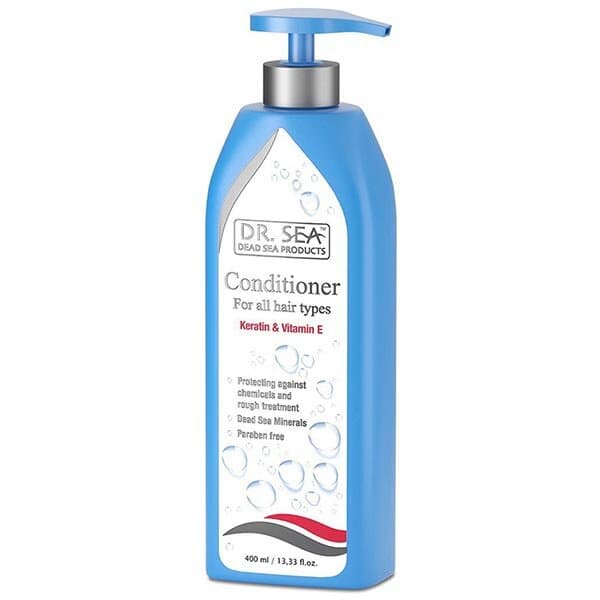 DR. SEA™
DEAD SEA PRODUCTS
Conditioner
For all hair types
Keratin & Vitamin E
Protecting against
chemicals and
rough treatment
Dead Sea Minerals
Paraben free
400 ml / 13,33 fl.oz.